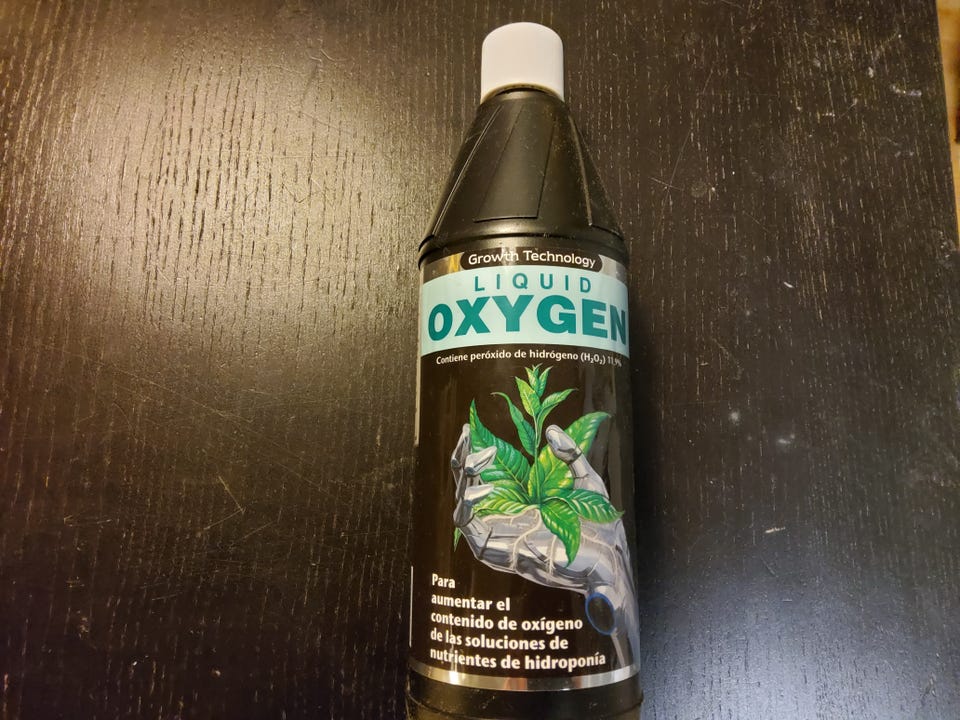 Growth Technology
LIQUID
OXYGEN
Contiene peróxido de hidrógeno (H₂O₂) 11,9%
Para
aumentar el
contenido de oxígeno
de las soluciones de
nutrientes de hidroponía